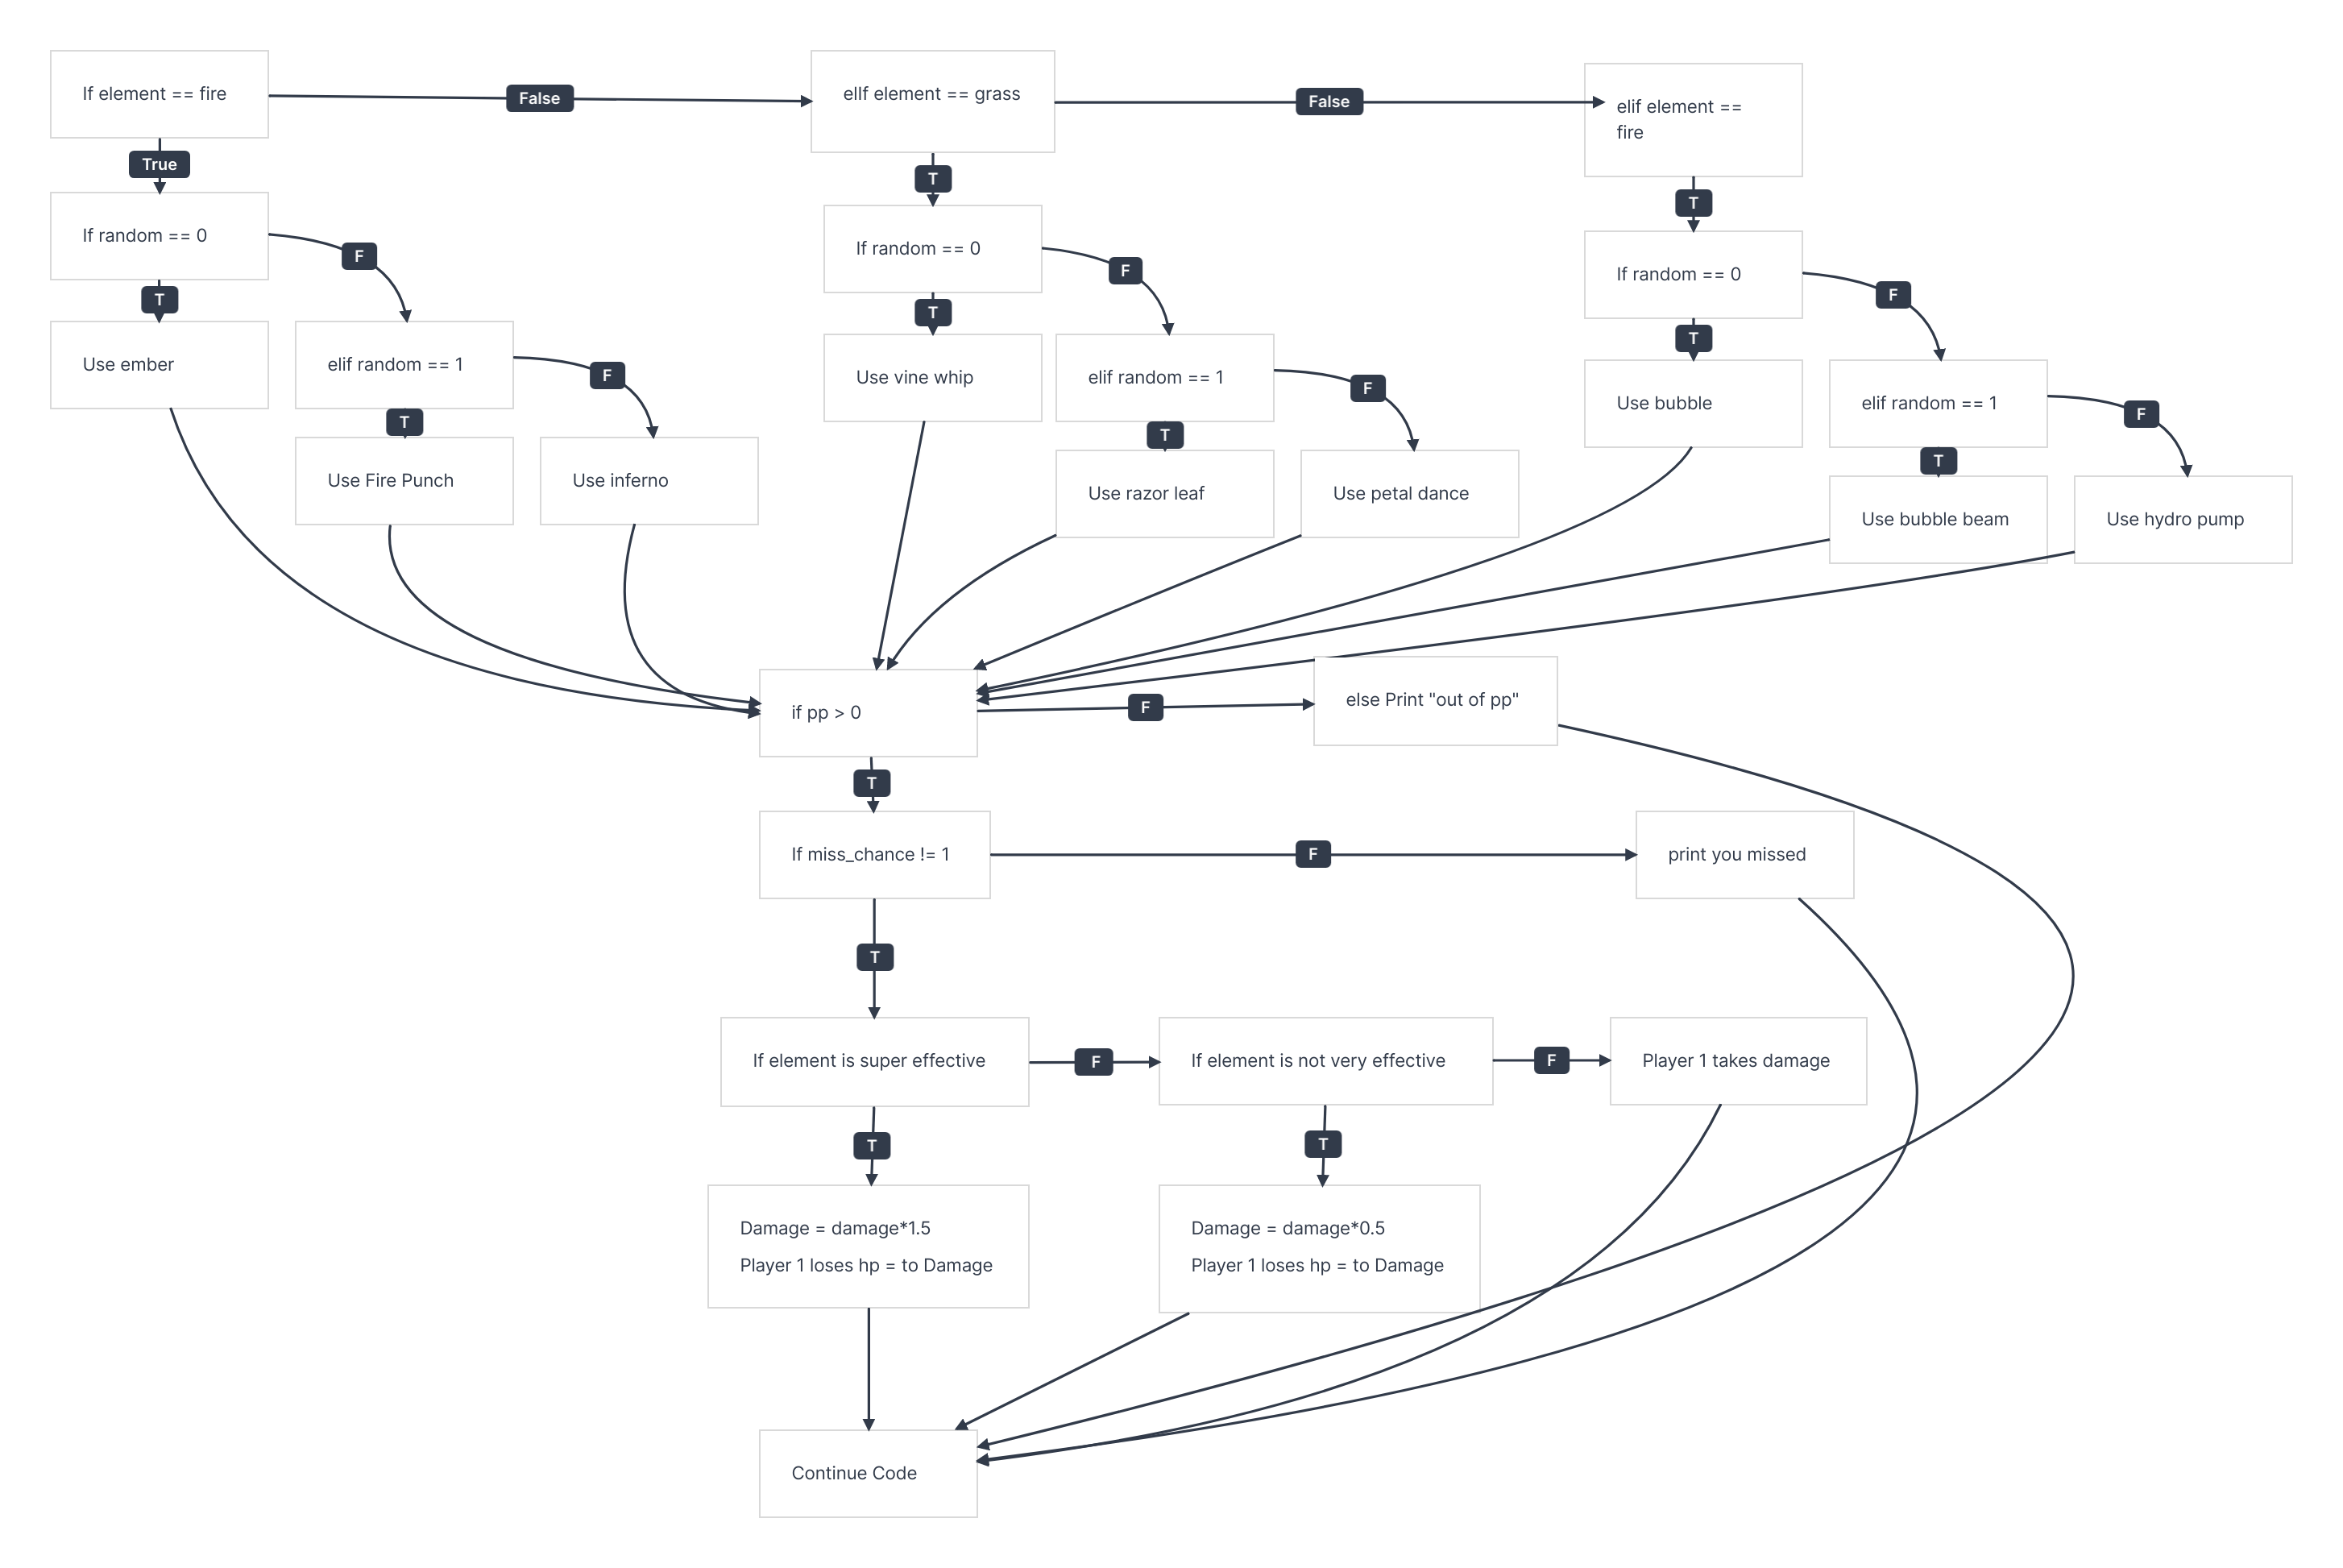 If element == fire
False
elIf element == grass
False
elif element ==
fire
True
T
T
If random == 0
F
If random == 0
F
If random == 0
F
T
T
T
Use ember
elif random == 1
F
Use vine whip
elif random == 1
F
Use bubble
elif random == 1
F
T
T
T
Use Fire Punch
Use inferno
Use razor leaf
Use petal dance
Use bubble beam
Use hydro pump
if pp > 0
F
else Print "out of pp"
T
If miss_chance != 1
F
print you missed
T
If element is super effective
F
If element is not very effective
F
Player 1 takes damage
T
T
Damage = damage*1.5
Player 1 loses hp = to Damage
Damage = damage*0.5
Player 1 loses hp = to Damage
Continue Code